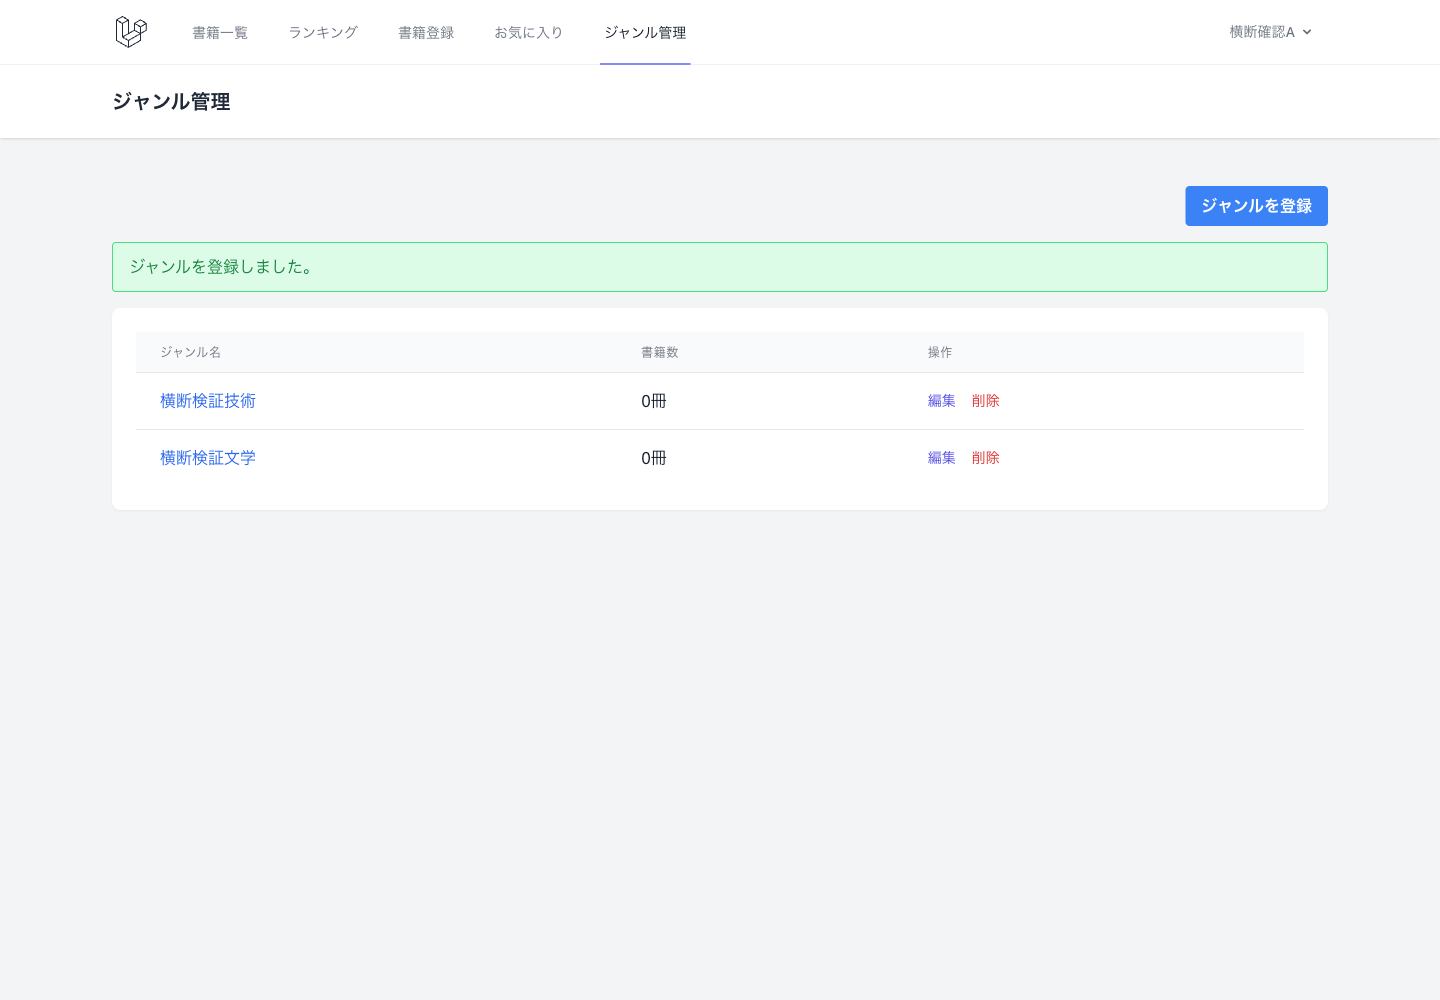 書籍一覧 ランキング 書籍登録 お気に入り ジャンル管理 横断確認A
ジャンル管理
ジャンルを登録
ジャンルを登録しました。
ジャンル名 書籍数 操作
横断検証技術 0冊 編集 削除
横断検証文学 0冊 編集 削除